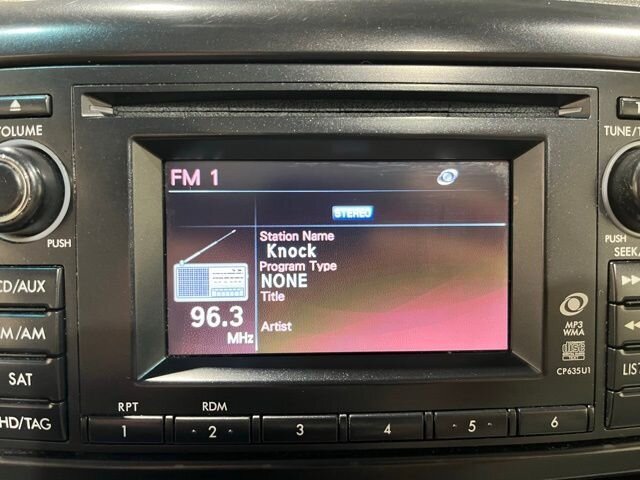 VOLUME
TUNE/T
FM 1
STEREO
Station Name
Knock
Program Type
NONE
Title
Artist
96.3
MHz
PUSH
PUSH
SEEK/
CD/AUX
M/AM
SAT
HD/TAG
LIST
MP3
WMA
CP635U1
RPT
RDM
1
2
3
4
5
6